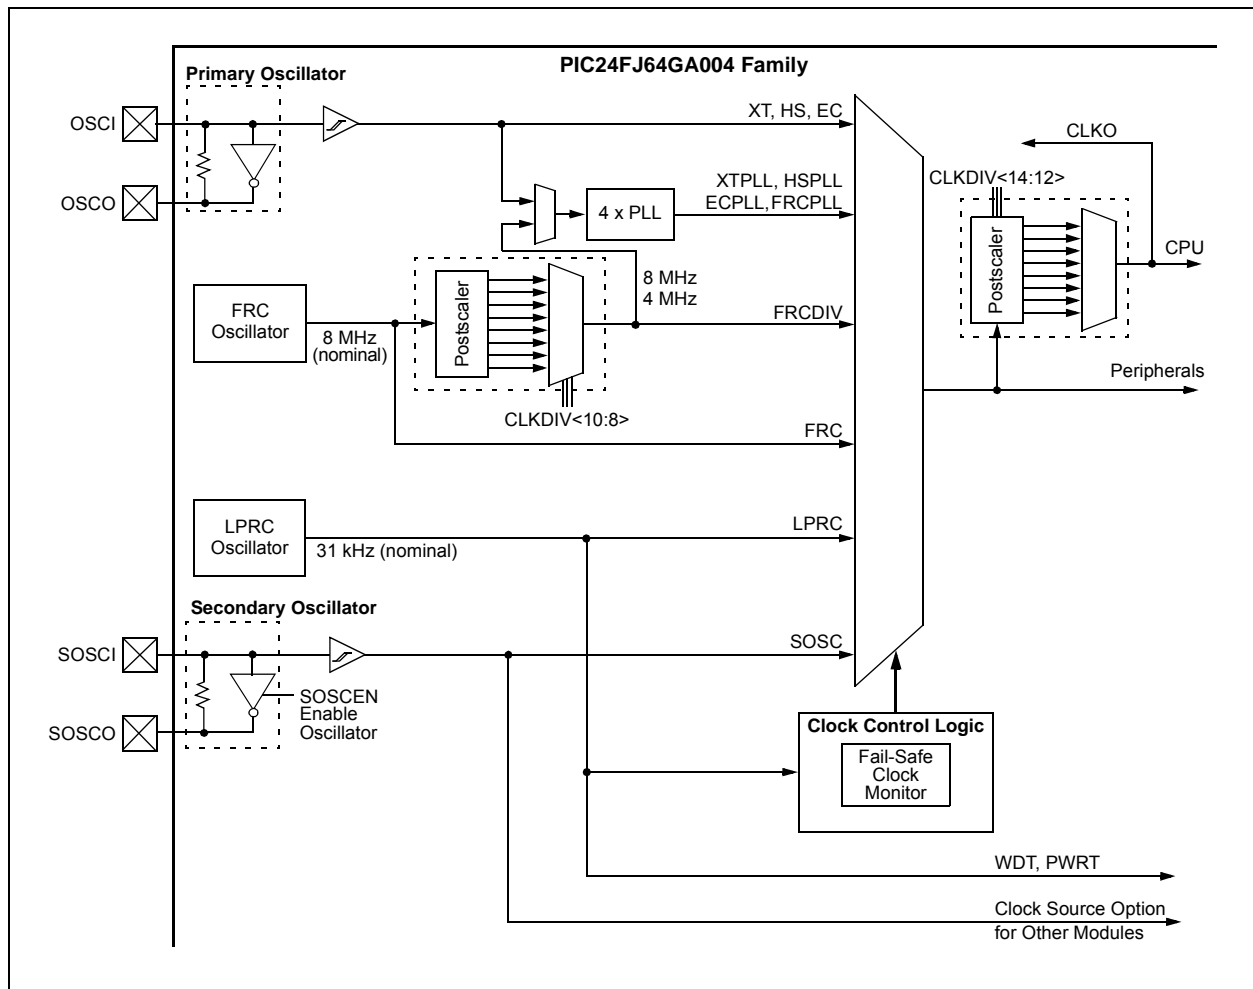 PIC24FJ64GA004 Family
Primary Oscillator
OSCI
OSCO
XT, HS, EC
XTPLL, HSPLL
ECPLL,FRCPLL
4 x PLL
CLKO
CLKDIV<14:12>
Postscaler
CPU
8 MHz
4 MHz
FRC
Oscillator
8 MHz
(nominal)
Postscaler
FRCDIV
CLKDIV<10:8>
Peripherals
FRC
LPRC
Oscillator
31 kHz (nominal)
LPRC
Secondary Oscillator
SOSCI
SOSCO
SOSCEN
Enable
Oscillator
SOSC
Clock Control Logic
Fail-Safe
Clock
Monitor
WDT, PWRT
Clock Source Option
for Other Modules